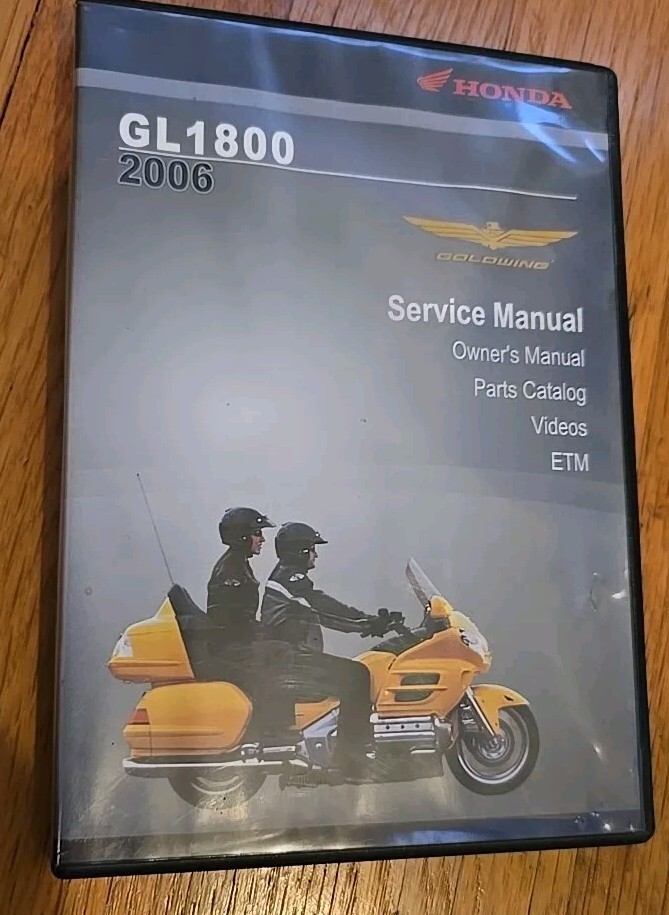 HONDA
GL1800
2006
GOLDWING
Service Manual
Owner's Manual
Parts Catalog
Videos
ETM